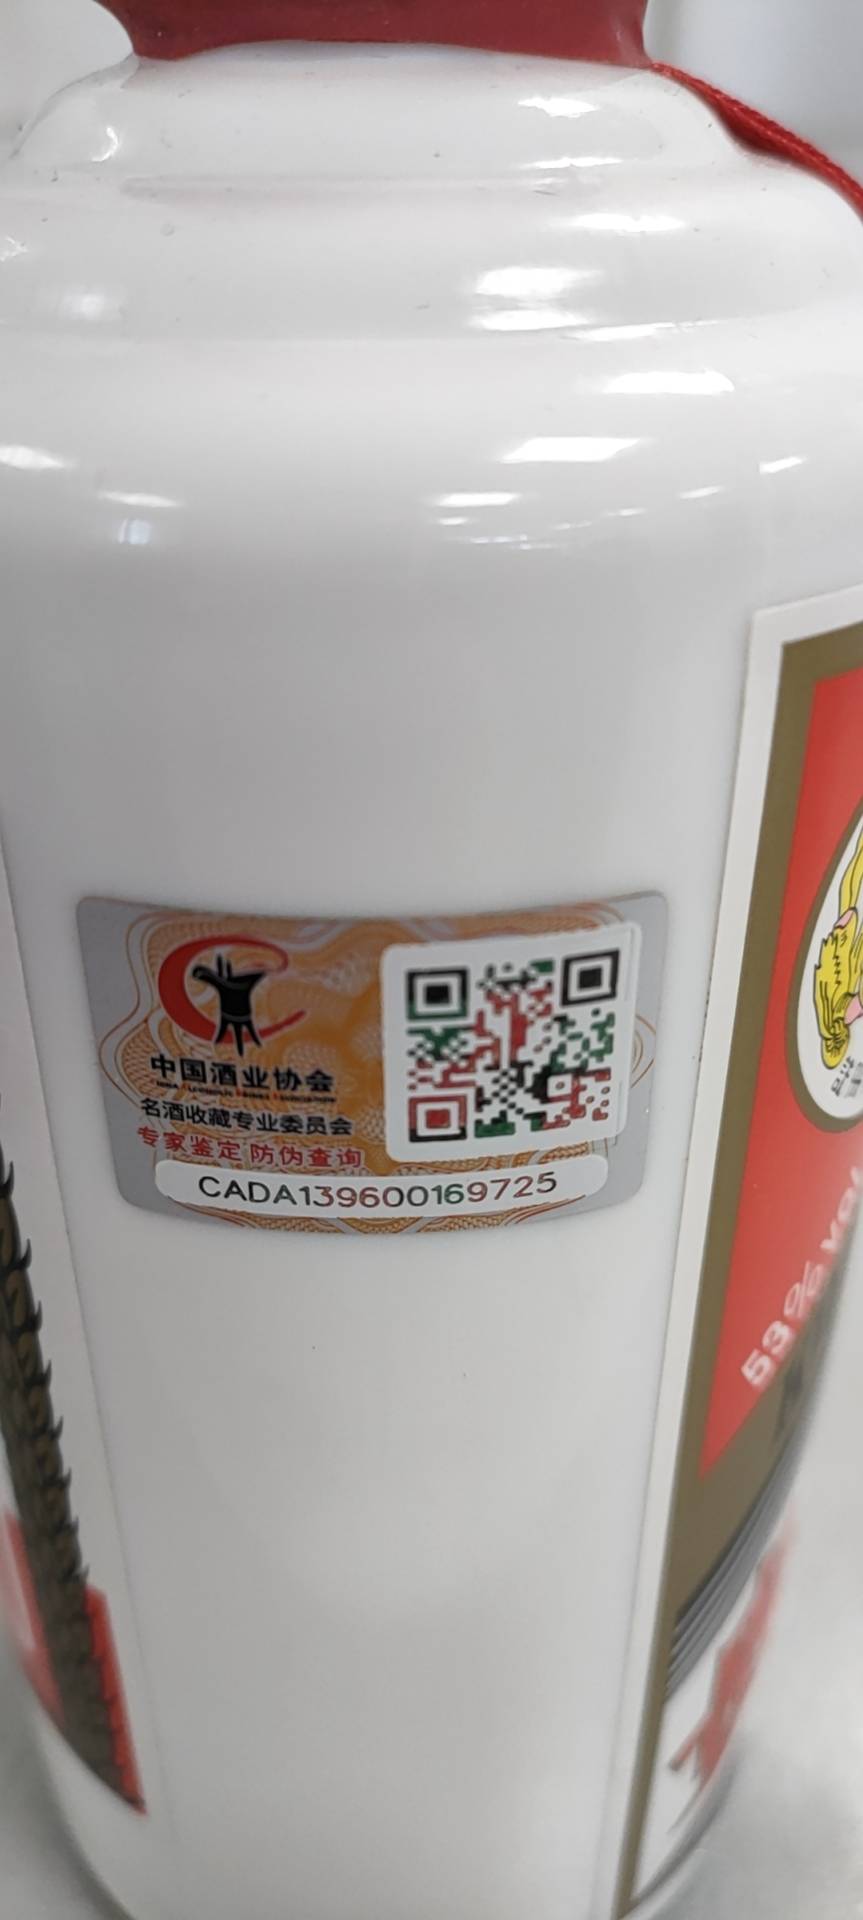 中国酒业协会
名酒收藏专业委员会
专家鉴定 防伪查询
CADA139600169725
53% vol